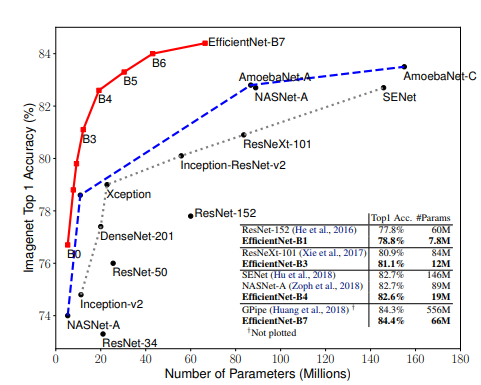 84
82
80
78
76
74
0
20
40
60
80
100
120
140
160
180
Number of Parameters (Millions)
Imagenet Top 1 Accuracy (%)
EfficientNet-B7
B6
B5
B4
B3
B0
AmoebaNet-A
AmoebaNet-C
NASNet-A
SENet
ResNeXt-101
Inception-ResNet-v2
Xception
ResNet-152
DenseNet-201
ResNet-50
Inception-v2
NASNet-A
ResNet-34
Top1 Acc. #Params
ResNet-152 (He et al., 2016) 77.8% 60M
EfficientNet-B1 78.8% 7.8M
ResNeXt-101 (Xie et al., 2017) 80.9% 84M
EfficientNet-B3 81.1% 12M
SENet (Hu et al., 2018) 82.7% 146M
NASNet-A (Zoph et al., 2018) 82.7% 89M
EfficientNet-B4 82.6% 19M
GPipe (Huang et al., 2018) † 84.3% 556M
EfficientNet-B7 84.4% 66M
†Not plotted